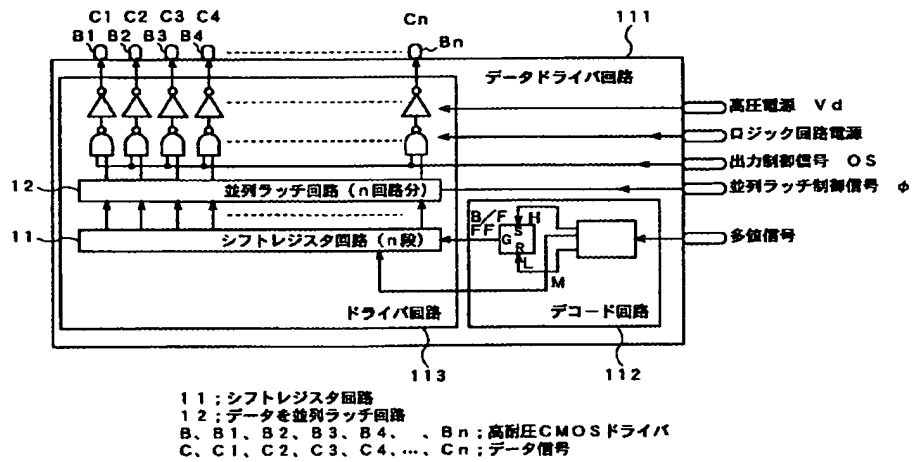 C1 C2 C3 C4 Cn
B1 B2 B3 B4 Bn
111
データドライバ回路
高圧電源 Vd
ロジック回路電源
出力制御信号 OS
12
並列ラッチ回路(n回路分)
並列ラッチ制御信号 φ
11
シフトレジスタ回路(n段)
B/F
FF
H
S
G
R
L
M
多値信号
ドライバ回路
デコード回路
113
112
11;シフトレジスタ回路
12;データを並列ラッチ回路
B、B1、B2、B3、B4、‥、Bn;高耐圧CMOSドライバ
C、C1、C2、C3、C4、…、Cn;データ信号